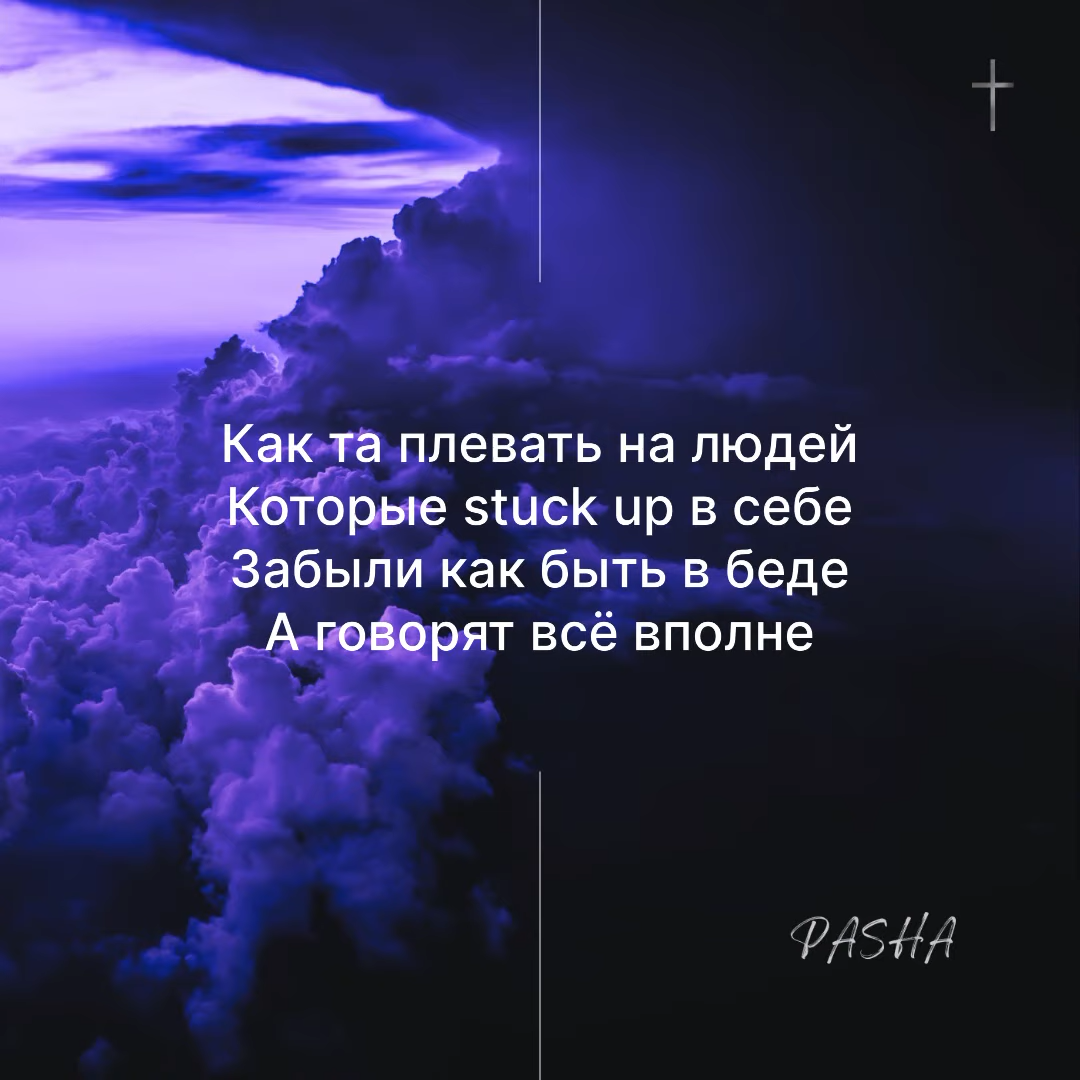 Как та плевать на людей
Которые stuck up в себе
Забыли как быть в беде
А говорят всё вполне
PASHA